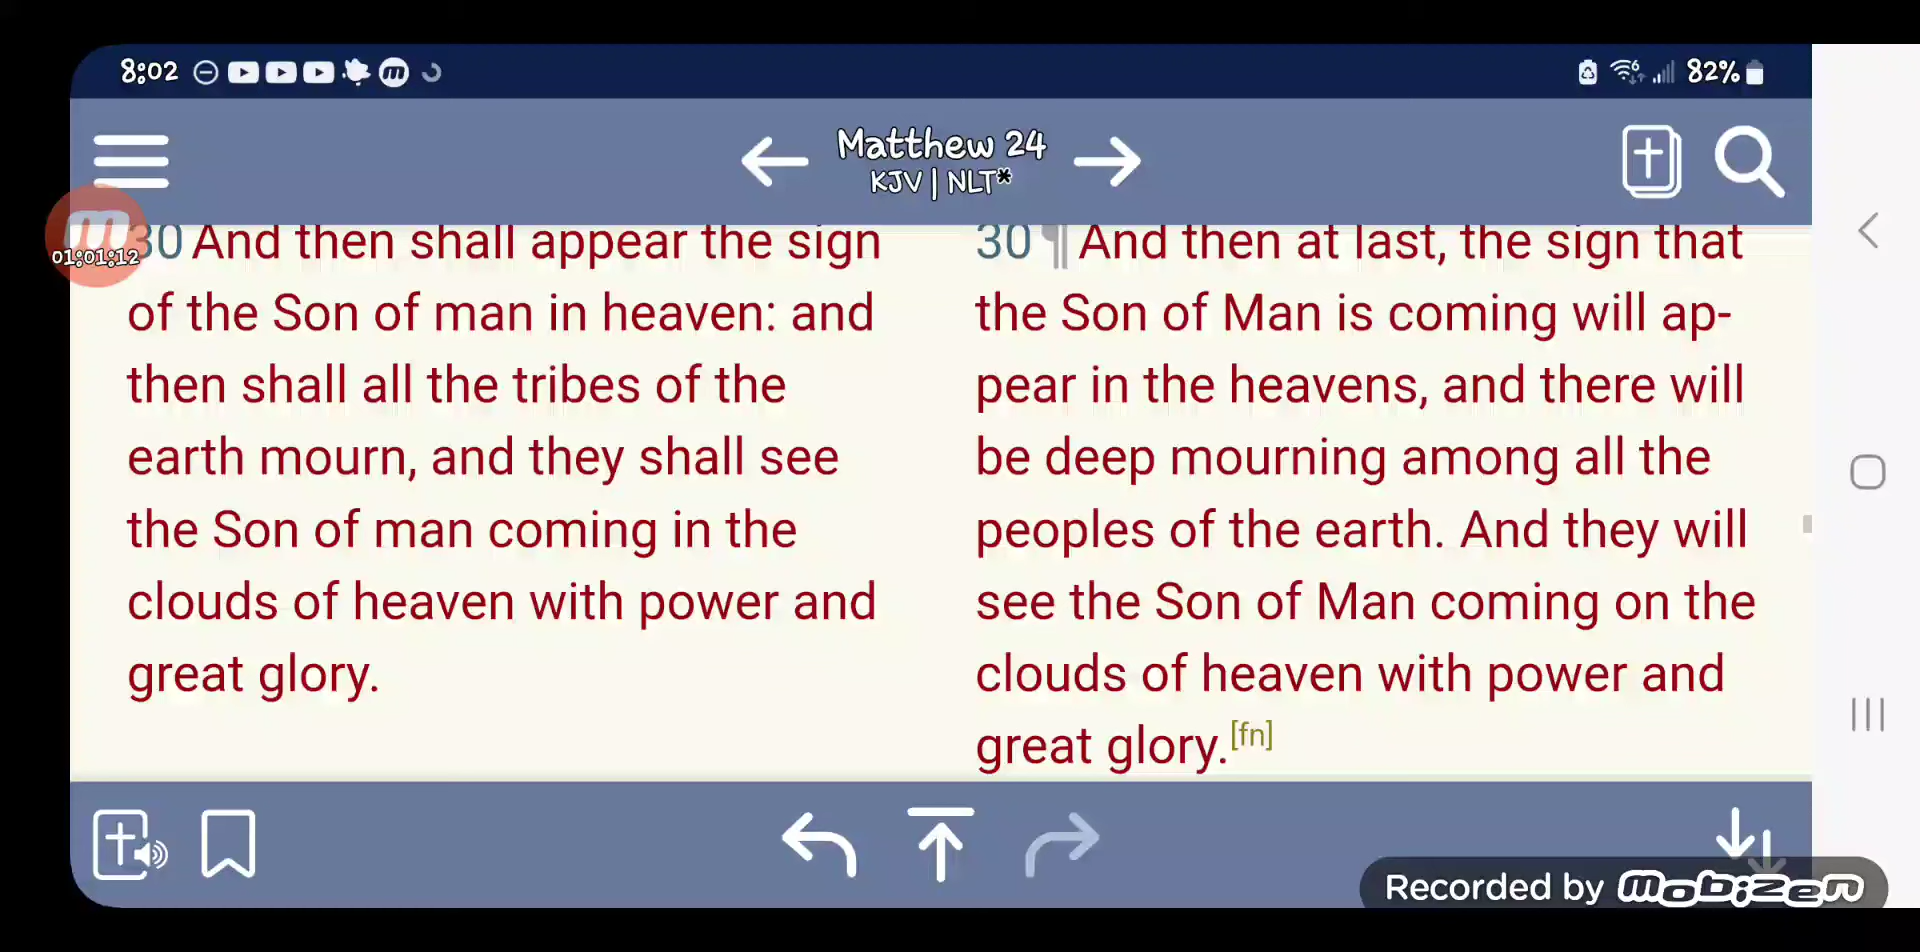 8:02
82%
Matthew 24
KJV | NLT*
01:01:12
30 And then shall appear the sign
of the Son of man in heaven: and
then shall all the tribes of the
earth mourn, and they shall see
the Son of man coming in the
clouds of heaven with power and
great glory.
30 ¶ And then at last, the sign that
the Son of Man is coming will ap-
pear in the heavens, and there will
be deep mourning among all the
peoples of the earth. And they will
see the Son of Man coming on the
clouds of heaven with power and
great glory.[fn]
Recorded by mobizen